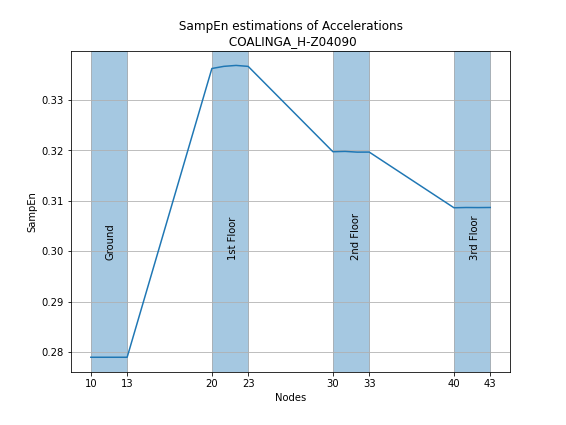 SampEn estimations of Accelerations
COALINGA_H-Z04090
SampEn
0.33
0.32
0.31
0.30
0.29
0.28
Ground
1st Floor
2nd Floor
3rd Floor
10 13 20 23 30 33 40 43
Nodes